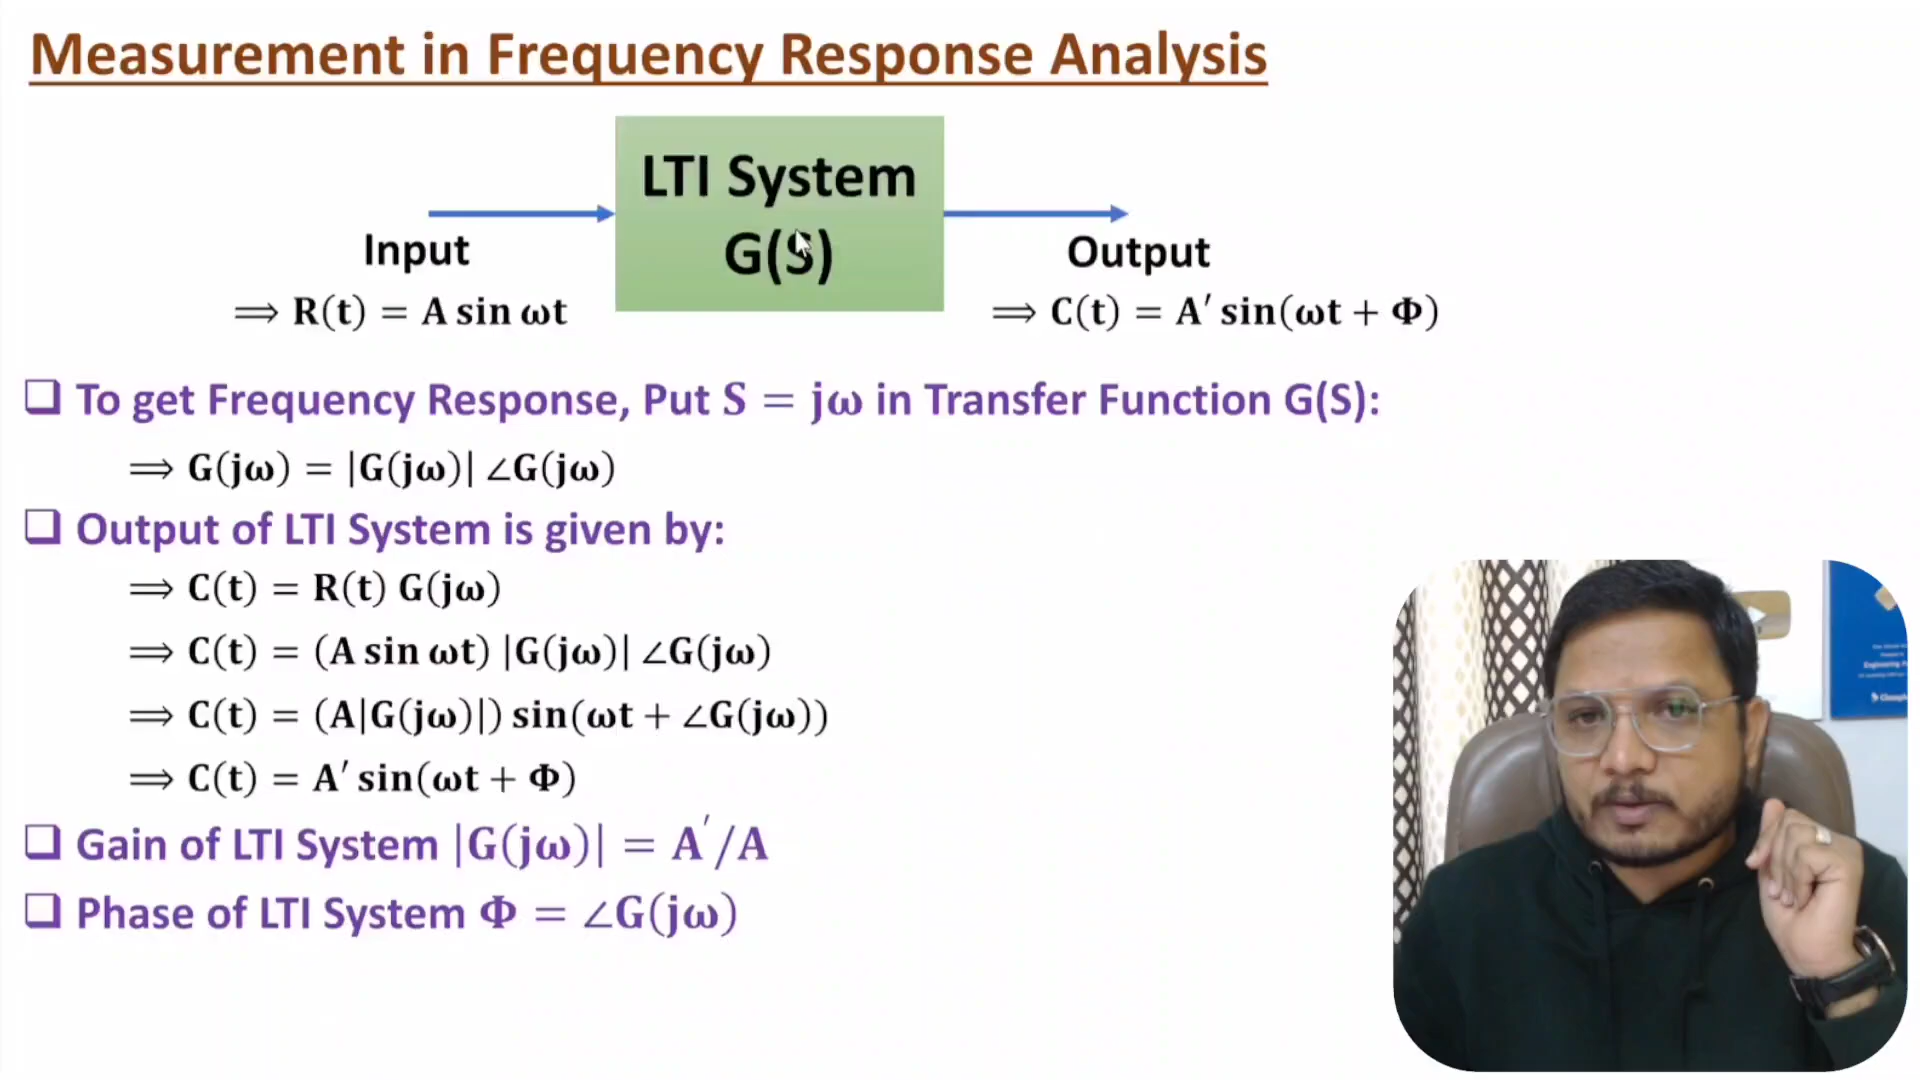 Measurement in Frequency Response Analysis
LTI System
G(S)
Input
⟹ R(t) = A sin ωt
Output
⟹ C(t) = A′ sin(ωt + Φ)
❑ To get Frequency Response, Put S = jω in Transfer Function G(S):
⟹ G(jω) = |G(jω)| ∠G(jω)
❑ Output of LTI System is given by:
⟹ C(t) = R(t) G(jω)
⟹ C(t) = (A sin ωt) |G(jω)| ∠G(jω)
⟹ C(t) = (A|G(jω)|) sin(ωt + ∠G(jω))
⟹ C(t) = A′ sin(ωt + Φ)
❑ Gain of LTI System |G(jω)| = A′/A
❑ Phase of LTI System Φ = ∠G(jω)